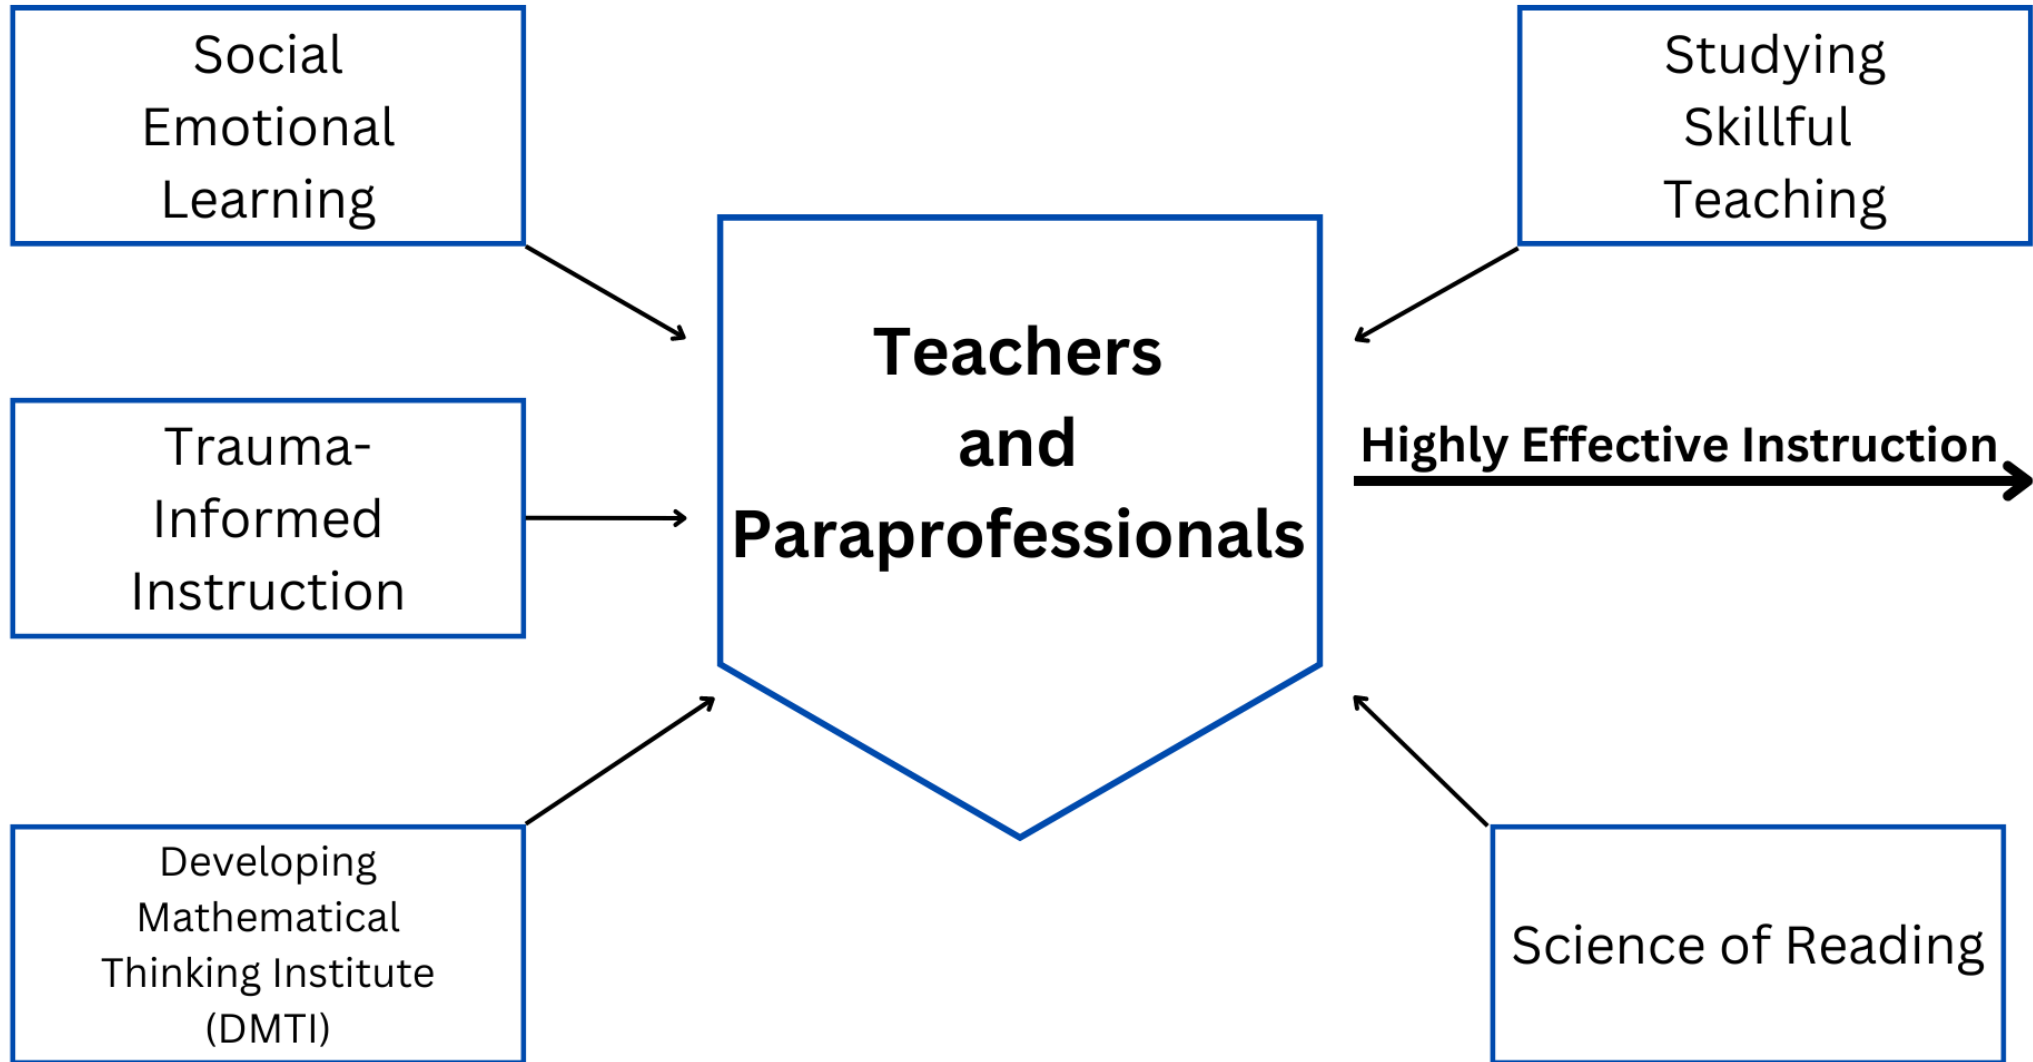 Social
Emotional
Learning
Studying
Skillful
Teaching
Teachers
and
Paraprofessionals
Highly Effective Instruction
Trauma-
Informed
Instruction
Developing
Mathematical
Thinking Institute
(DMTI)
Science of Reading